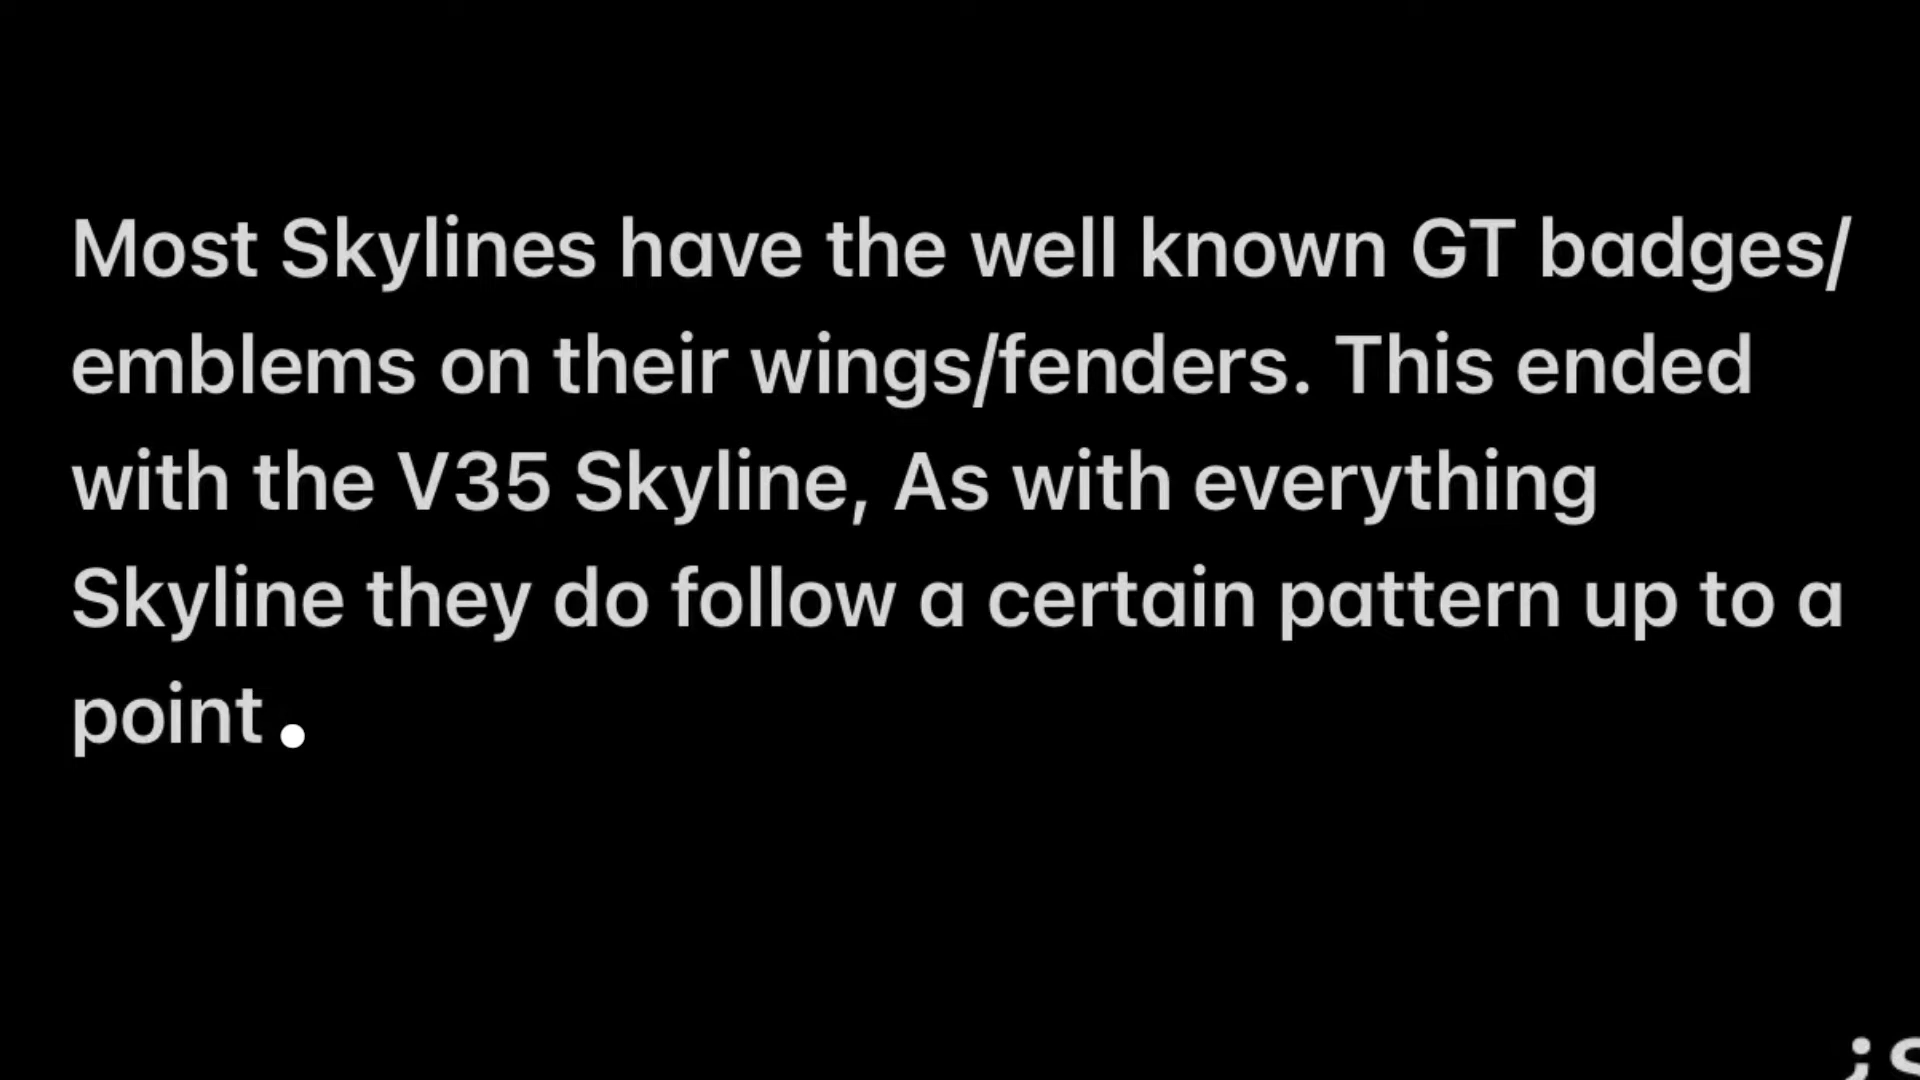 Most Skylines have the well known GT badges/
emblems on their wings/fenders. This ended
with the V35 Skyline, As with everything
Skyline they do follow a certain pattern up to a
point .